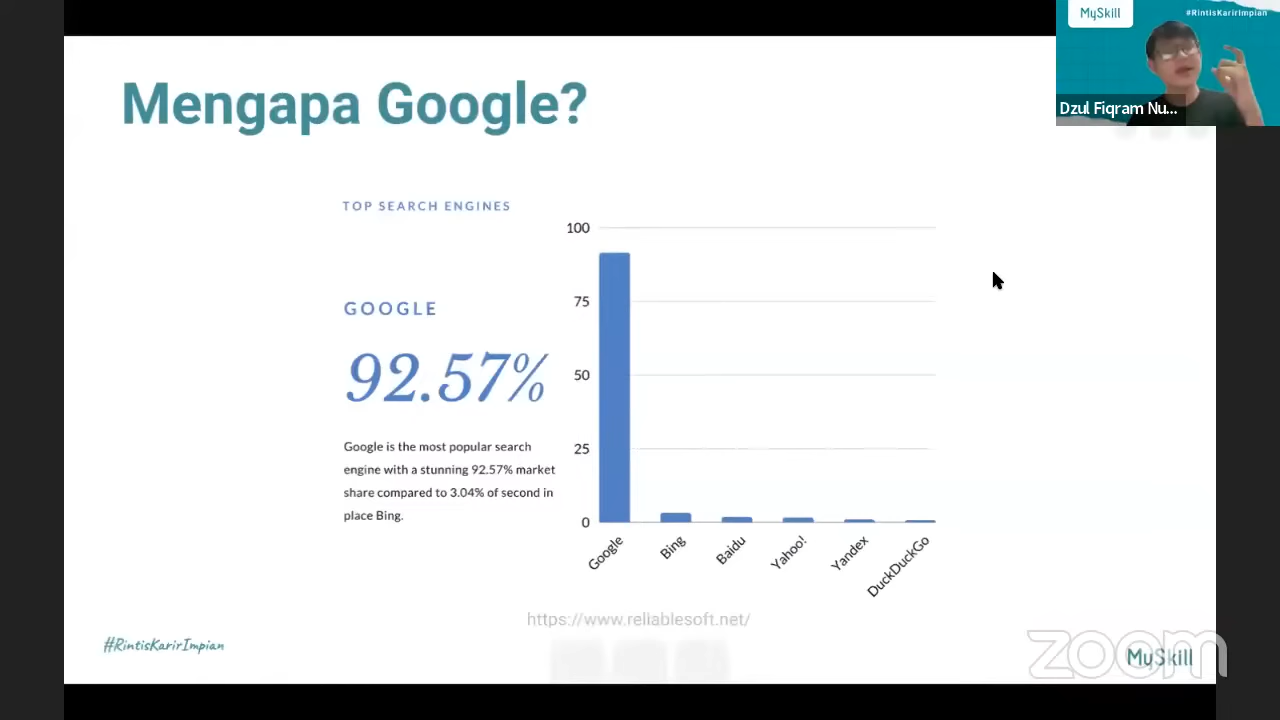 MySkill
#RintisKarirImpian
Dzul Fiqram Nu...
Mengapa Google?
TOP SEARCH ENGINES
GOOGLE
92.57%
Google is the most popular search
engine with a stunning 92.57% market
share compared to 3.04% of second in
place Bing.
100
75
50
25
0
Google
Bing
Baidu
Yahoo!
Yandex
DuckDuckGo
https://www.reliablesoft.net/
#RintisKarirImpian
zoom
MySkill